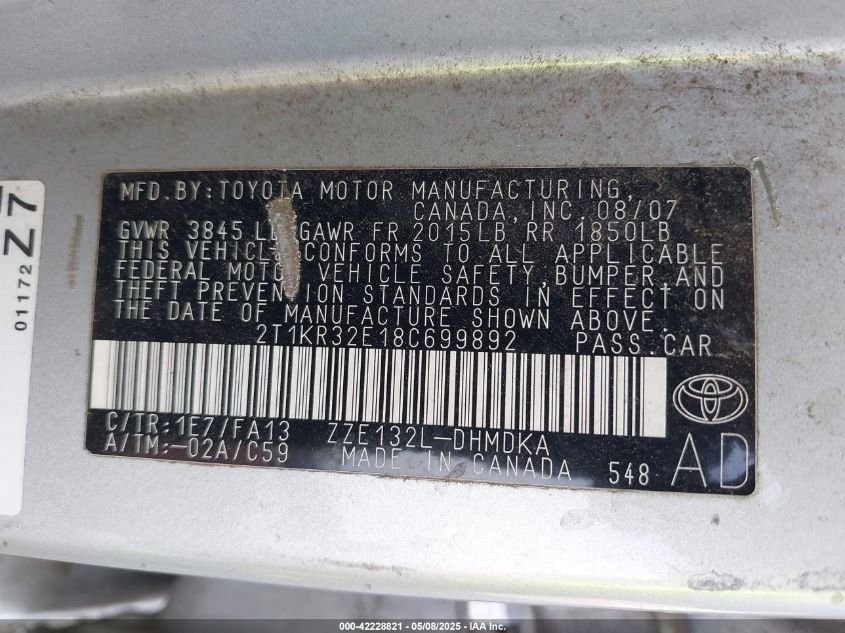 Z 7
01172
MFD.BY:TOYOTA MOTOR MANUFACTURING,
CANADA,INC. 08/07
GVWR 3845 GAWR FR 2015LB RR 1850LB
THIS VEHICLE CONFORMS TO ALL APPLICABLE
FEDERAL MOTOR VEHICLE SAFETY,BUMPER,AND
THEFT PREVENTION STANDARDS IN EFFECT ON
THE DATE OF MANUFACTURE SHOWN ABOVE.
2T1KR32E18C699892 PASS.CAR
C/TR:1E7/FA13 ZZE132L-DHMDKA
A/TM:-02A/C59 MADE IN CANADA 548
AD
000-42228821 - 05/08/2025 - IAA Inc.